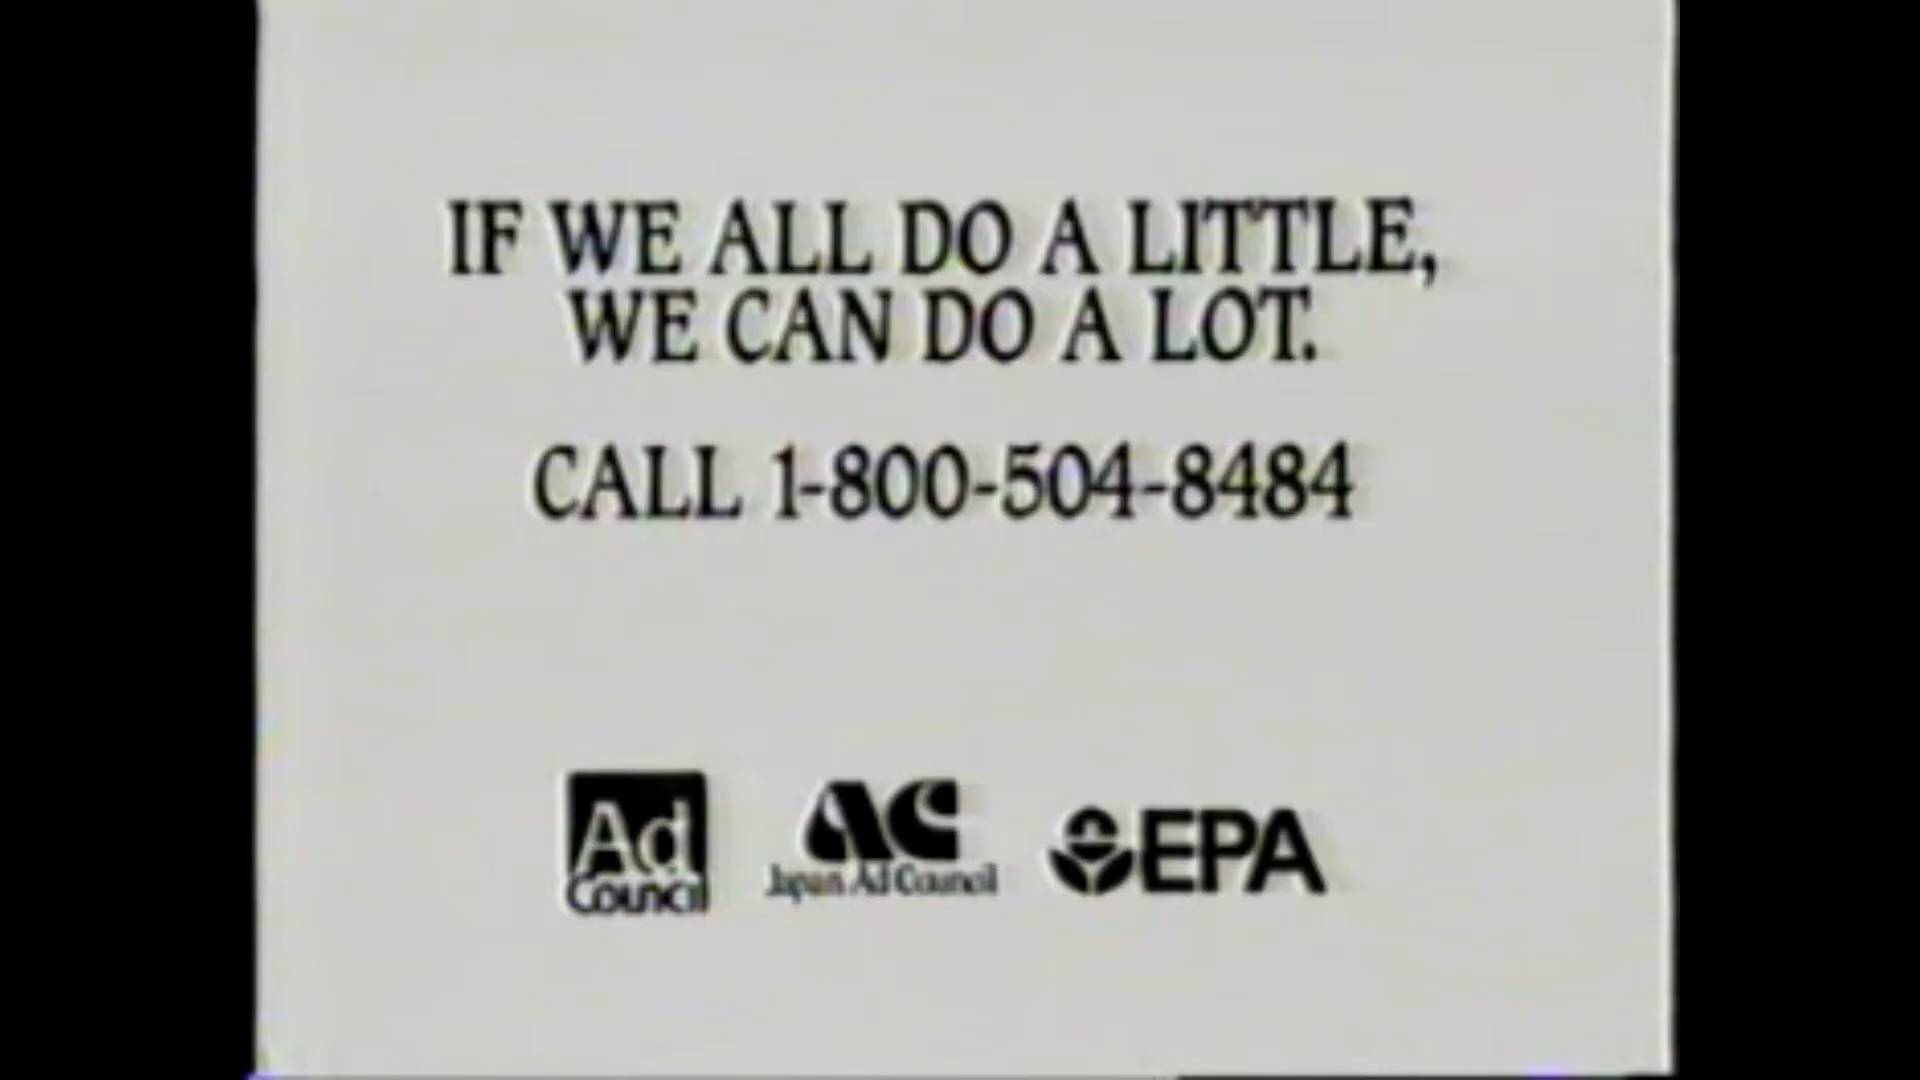 IF WE ALL DO A LITTLE,
WE CAN DO A LOT.
CALL 1-800-504-8484
Ad
Council
AC
Japan Ad Council
EPA